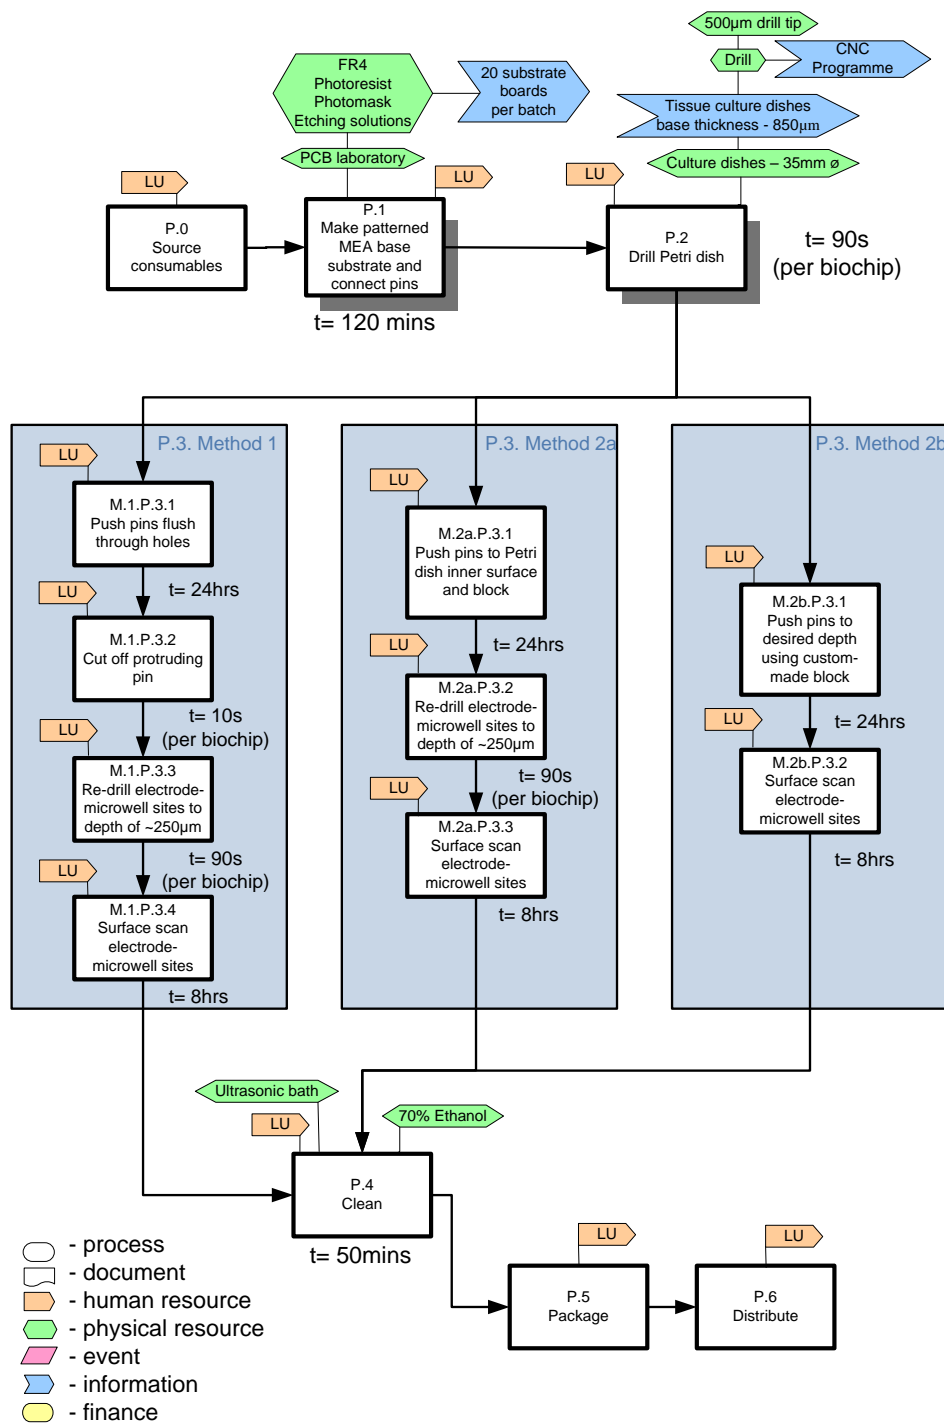 500µm drill tip
Drill
CNC
Programme
FR4
Photoresist
Photomask
Etching solutions
20 substrate
boards
per batch
Tissue culture dishes
base thickness - 850µm
PCB laboratory
Culture dishes – 35mm ø
LU
LU
LU
P.0
Source
consumables
P.1
Make patterned
MEA base
substrate and
connect pins
t= 120 mins
P.2
Drill Petri dish
t= 90s
(per biochip)
P.3. Method 1
LU
M.1.P.3.1
Push pins flush
through holes
t= 24hrs
LU
M.1.P.3.2
Cut off protruding
pin
t= 10s
(per biochip)
LU
M.1.P.3.3
Re-drill electrode-
microwell sites to
depth of ~250µm
t= 90s
(per biochip)
LU
M.1.P.3.4
Surface scan
electrode-
microwell sites
t= 8hrs
P.3. Method 2a
LU
M.2a.P.3.1
Push pins to Petri
dish inner surface
and block
t= 24hrs
LU
M.2a.P.3.2
Re-drill electrode-
microwell sites to
depth of ~250µm
t= 90s
(per biochip)
LU
M.2a.P.3.3
Surface scan
electrode-
microwell sites
t= 8hrs
P.3. Method 2b
LU
M.2b.P.3.1
Push pins to
desired depth
using custom-
made block
t= 24hrs
LU
M.2b.P.3.2
Surface scan
electrode-
microwell sites
t= 8hrs
Ultrasonic bath
LU
70% Ethanol
P.4
Clean
t= 50mins
LU
P.5
Package
LU
P.6
Distribute
- process
- document
- human resource
- physical resource
- event
- information
- finance